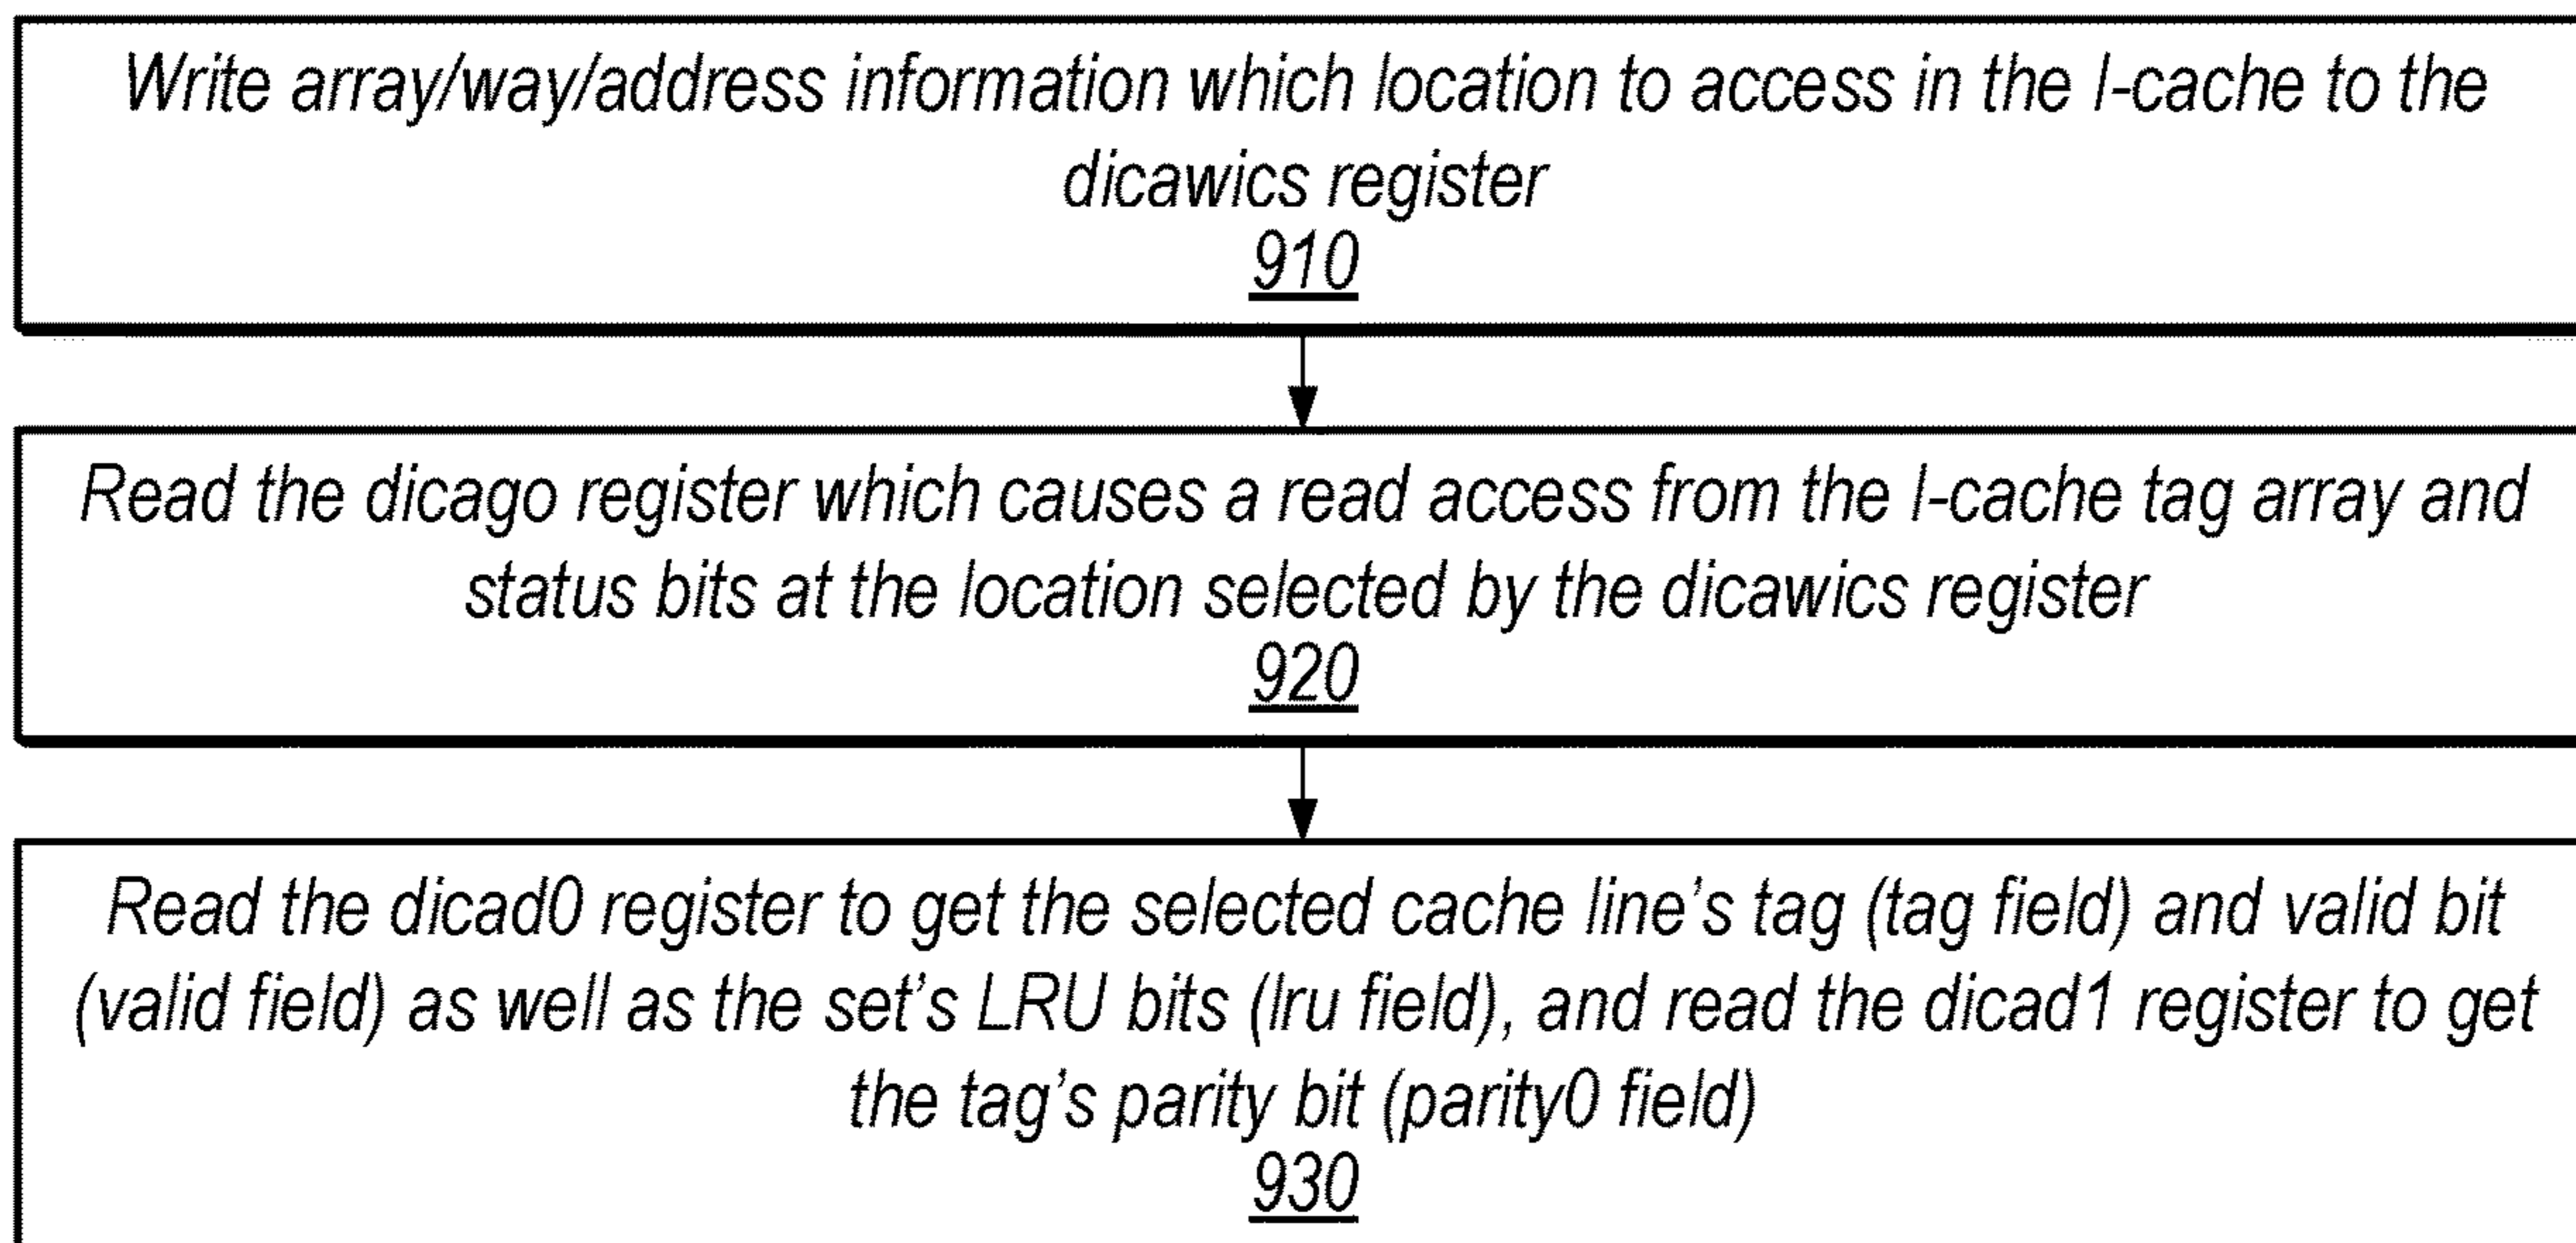 Write array/way/address information which location to access in the I-cache to the
dicawics register
910
Read the dicago register which causes a read access from the I-cache tag array and
status bits at the location selected by the dicawics register
920
Read the dicad0 register to get the selected cache line's tag (tag field) and valid bit
(valid field) as well as the set's LRU bits (lru field), and read the dicad1 register to get
the tag's parity bit (parity0 field)
930